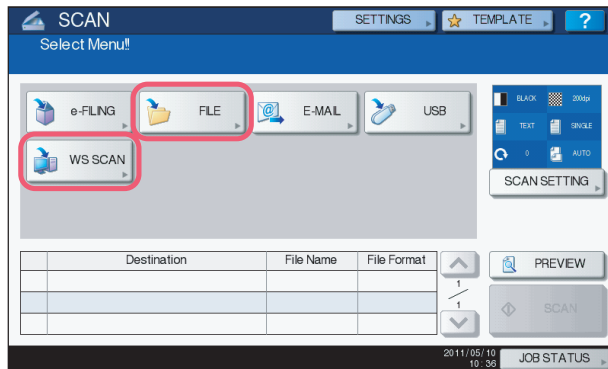 SCAN
SETTINGS
TEMPLATE
?
Select Menu!!
e-FILING
FILE
E-MAIL
USB
WS SCAN
BLACK
200dpi
TEXT
SINGLE
0
AUTO
SCAN SETTING
Destination File Name File Format
1
1
PREVIEW
SCAN
2011/05/10
10:36
JOB STATUS